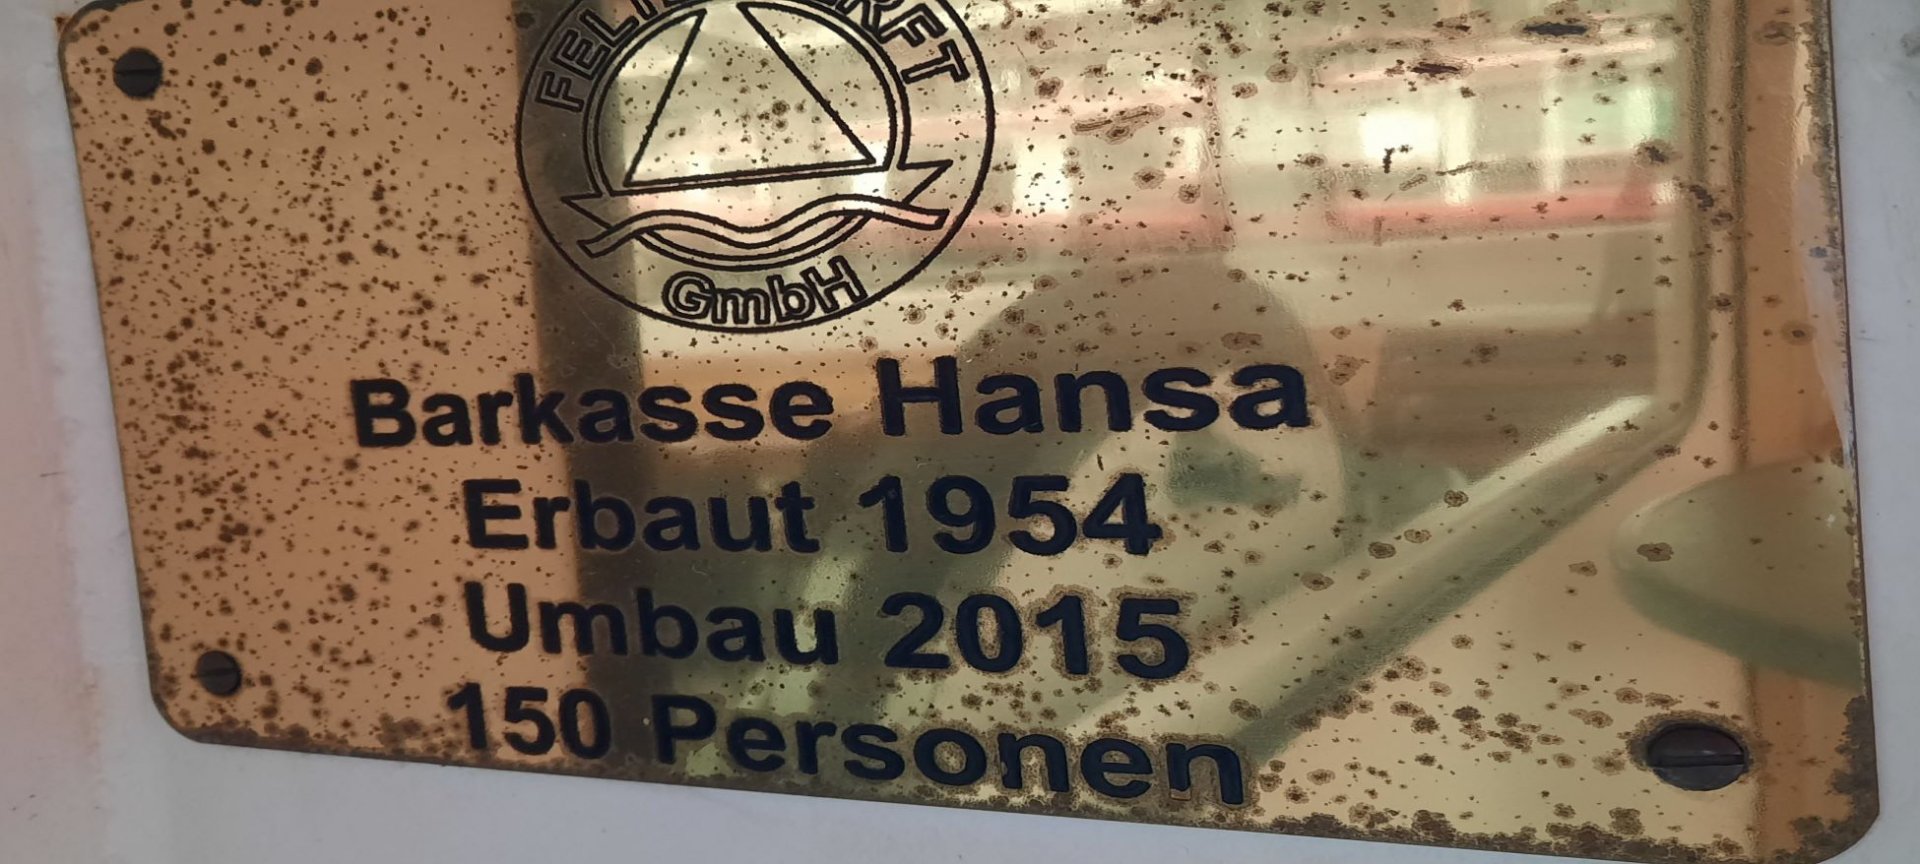 GmbH
Barkasse Hansa
Erbaut 1954
Umbau 2015
150 Personen